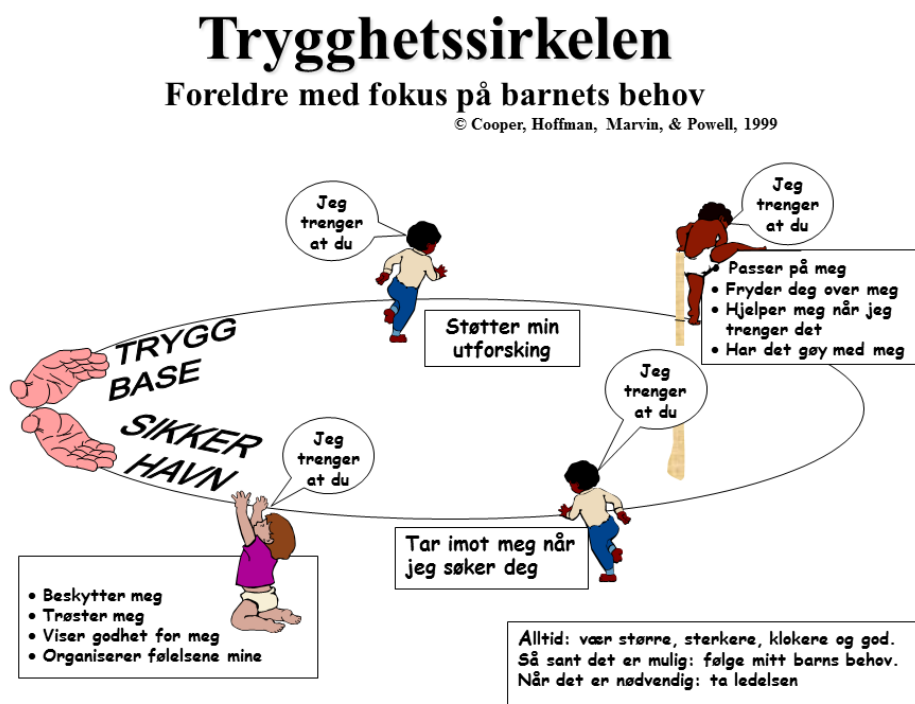 Trygghetssirkelen
Foreldre med fokus på barnets behov
© Cooper, Hoffman, Marvin, & Powell, 1999
Jeg
trenger
at du
Støtter min
utforsking
Jeg
trenger
at du
• Passer på meg
• Fryder deg over meg
• Hjelper meg når jeg
trenger det
• Har det gøy med meg
TRYGG
BASE
SIKKER
HAVN
Jeg
trenger
at du
Tar imot meg når
jeg søker deg
Jeg
trenger
at du
• Beskytter meg
• Trøster meg
• Viser godhet for meg
• Organiserer følelsene mine
Alltid: vær større, sterkere, klokere og god.
Så sant det er mulig: følge mitt barns behov.
Når det er nødvendig: ta ledelsen